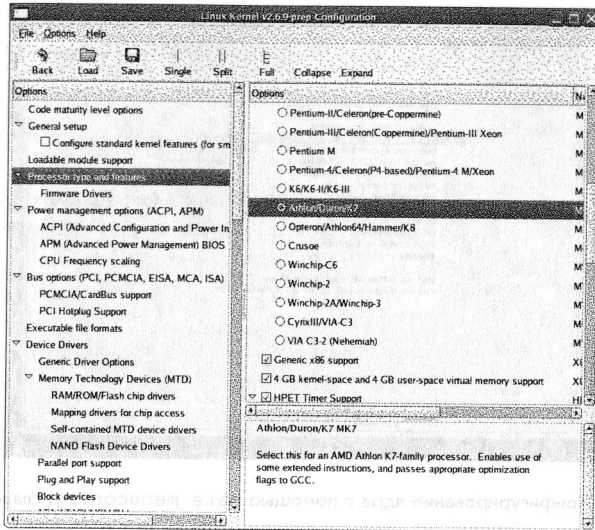 Linux Kernel v2.6.9-prep Configuration
File Options Help
Back Load Save Single Split Full Collapse Expand
Options
Code maturity level options
General setup
Configure standard kernel features (for sm
Loadable module support
Processor type and features
Firmware Drivers
Power management options (ACPI, APM)
ACPI (Advanced Configuration and Power In
APM (Advanced Power Management) BIOS
CPU Frequency scaling
Bus options (PCI, PCMCIA, EISA, MCA, ISA)
PCMCIA/CardBus support
PCI Hotplug Support
Executable file formats
Device Drivers
Generic Driver Options
Memory Technology Devices (MTD)
RAM/ROM/Flash chip drivers
Mapping drivers for chip access
Self-contained MTD device drivers
NAND Flash Device Drivers
Parallel port support
Plug and Play support
Block devices
Options
Pentium-II/Celeron(pre-Coppermine) M
Pentium-III/Celeron(Coppermine)/Pentium-III Xeon M
Pentium M M
Pentium-4/Celeron(P4-based)/Pentium-4 M/Xeon M
K6/K6-II/K6-III M
Athlon/Duron/K7 M
Opteron/Athlon64/Hammer/K8 M
Crusoe M
Winchip-C6 M
Winchip-2 M
Winchip-2A/Winchip-3 M
CyrixIII/VIA-C3 M
VIA C3-2 (Nehemiah) M
Generic x86 support
4 GB kernel-space and 4 GB user-space virtual memory support
HPET Timer Support
Athlon/Duron/K7 MK7
Select this for an AMD Athlon K7-family processor. Enables use of
some extended instructions, and passes appropriate optimization
flags to GCC.